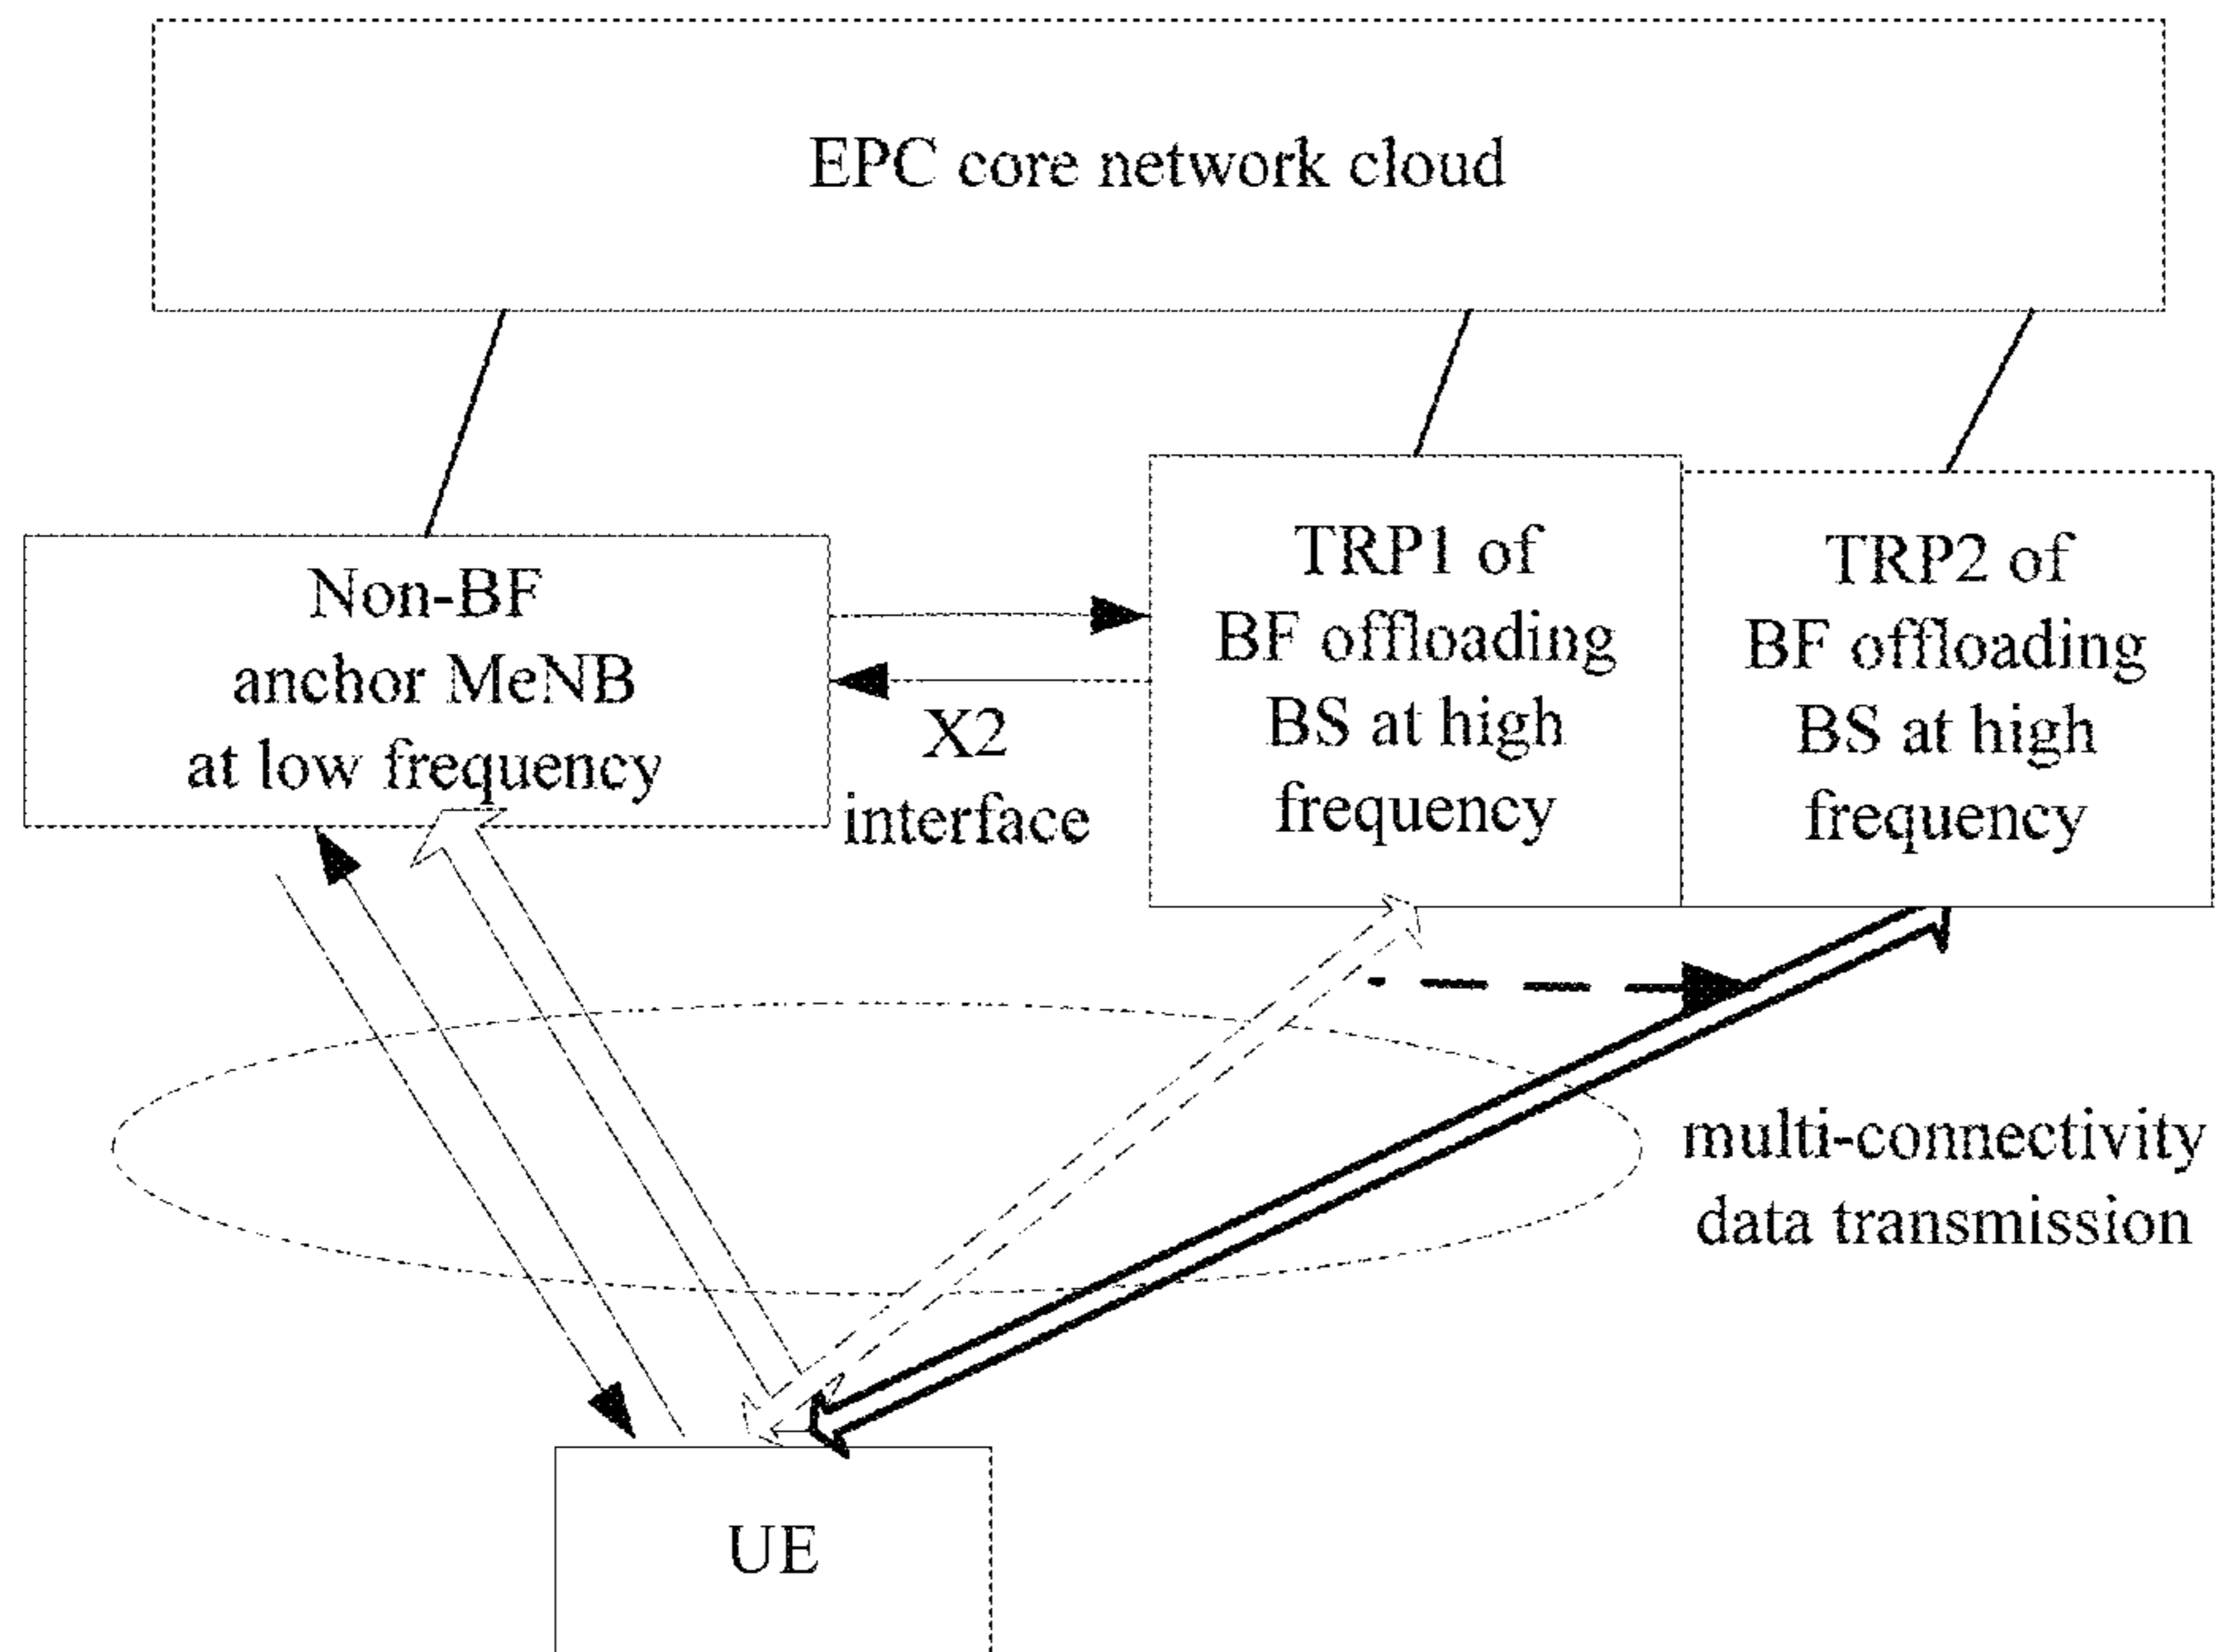 EPC core network cloud
Non-BF
anchor MeNB
at low frequency
X2
interface
TRP1 of
BF offloading
BS at high
frequency
TRP2 of
BF offloading
BS at high
frequency
multi-connectivity
data transmission
UE